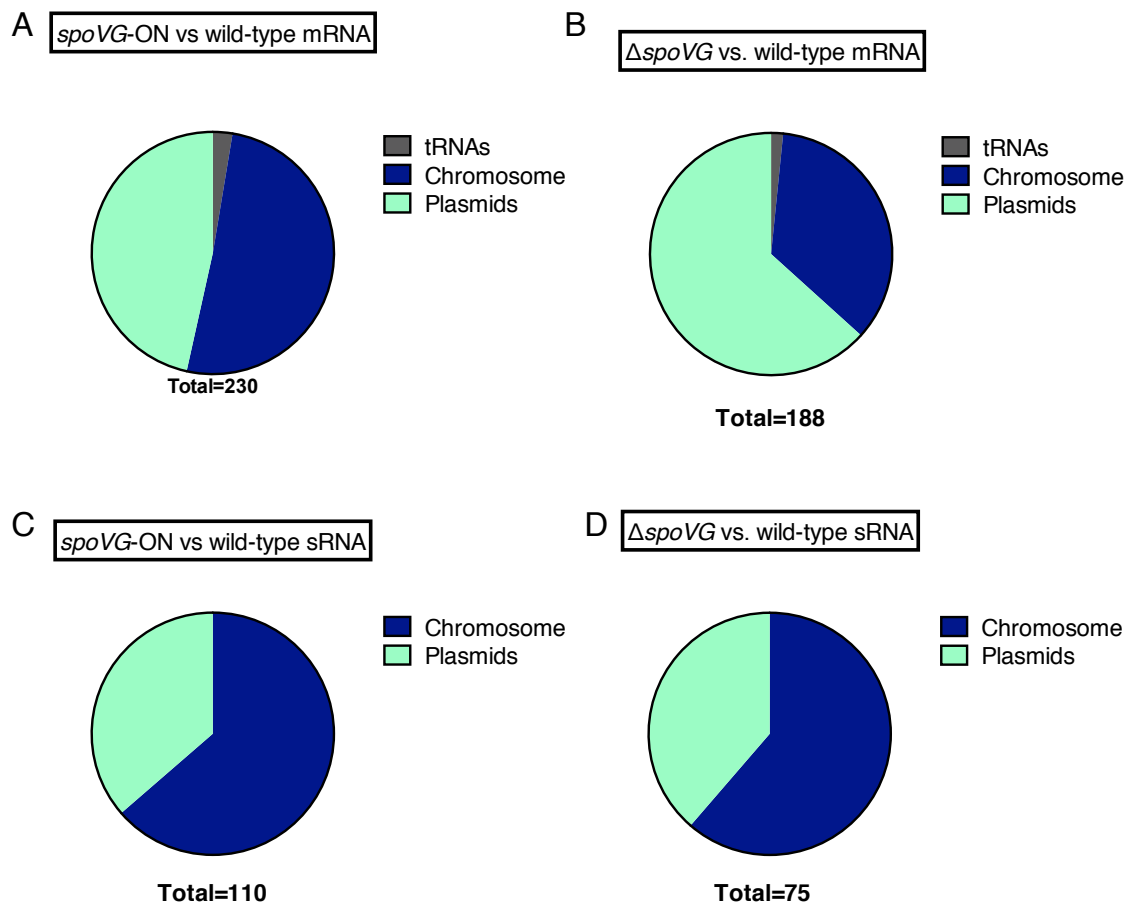 A
spoVG-ON vs wild-type mRNA
tRNAs
Chromosome
Plasmids
Total=230
B
ΔspoVG vs. wild-type mRNA
tRNAs
Chromosome
Plasmids
Total=188
C
spoVG-ON vs wild-type sRNA
Chromosome
Plasmids
Total=110
D
ΔspoVG vs. wild-type sRNA
Chromosome
Plasmids
Total=75